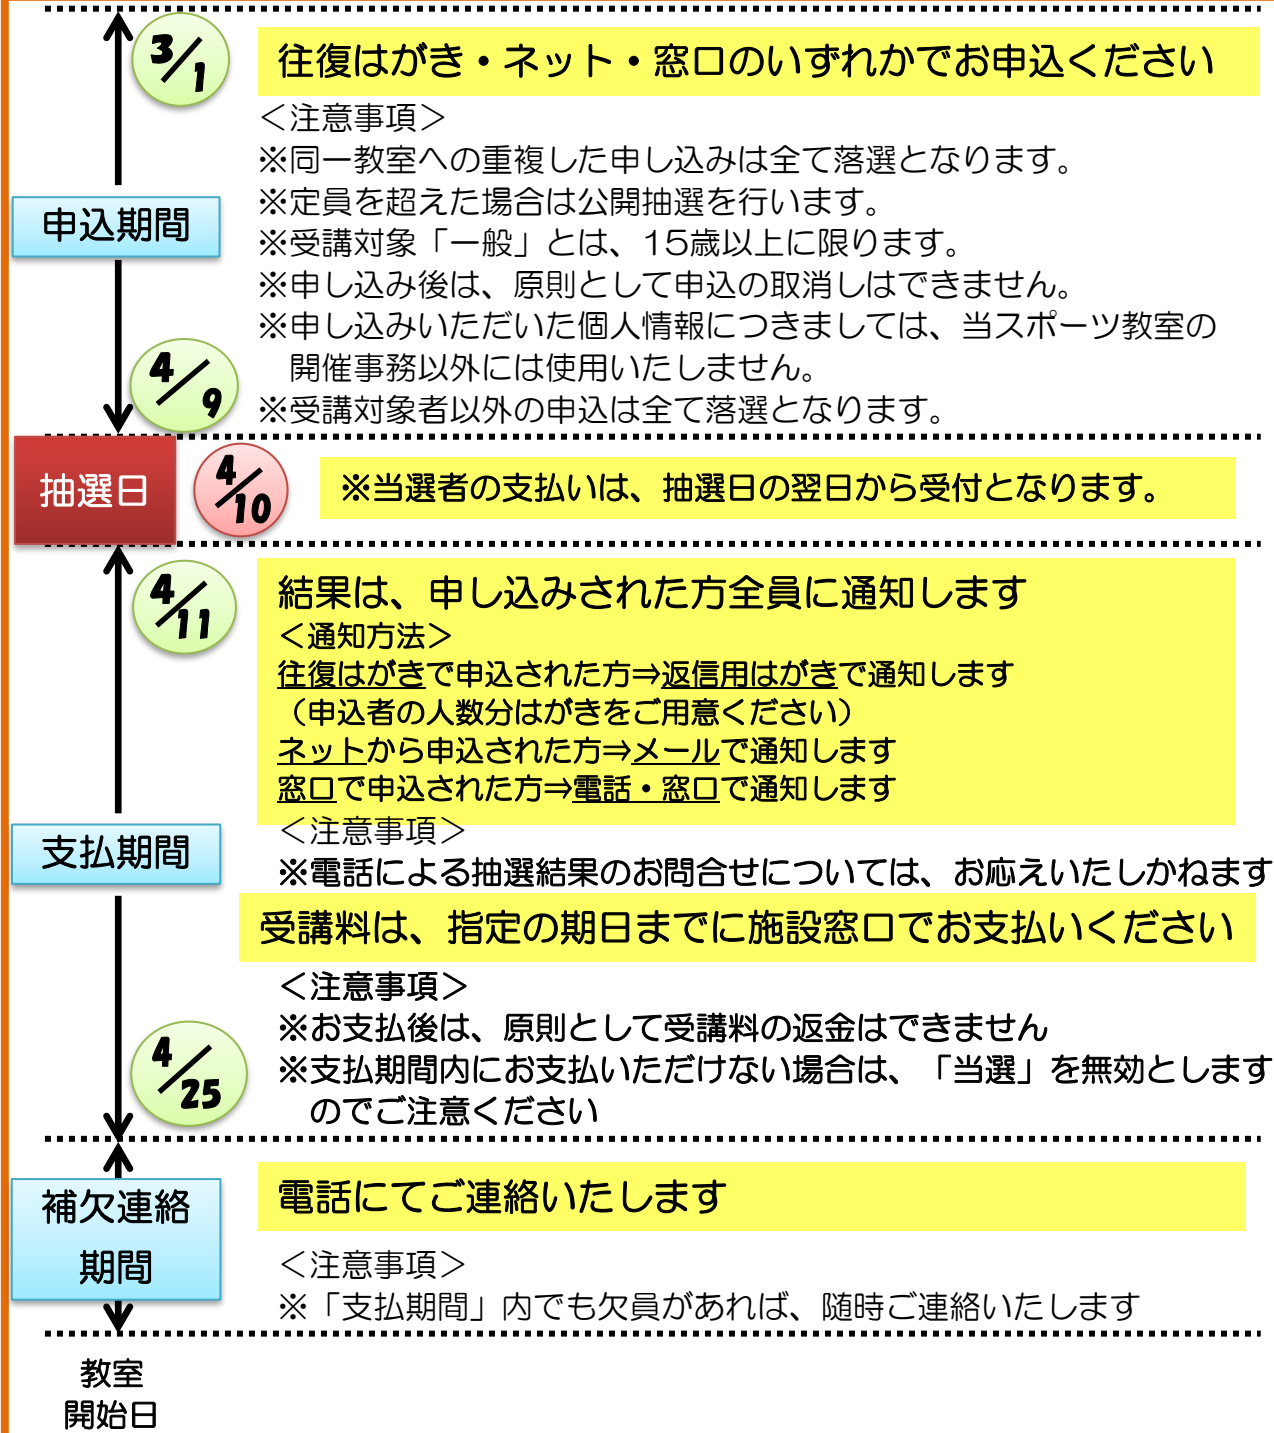 3/1
往復はがき・ネット・窓口のいずれかでお申込ください
＜注意事項＞
※同一教室への重複した申し込みは全て落選となります。
※定員を超えた場合は公開抽選を行います。
申込期間
※受講対象「一般」とは、15歳以上に限ります。
※申し込み後は、原則として申込の取消しはできません。
※申し込みいただいた個人情報につきましては、当スポーツ教室の
開催事務以外には使用いたしません。
4/9
※受講対象者以外の申込は全て落選となります。
抽選日
4/10
※当選者の支払いは、抽選日の翌日から受付となります。
4/11
結果は、申し込みされた方全員に通知します
＜通知方法＞
往復はがきで申込された方⇒返信用はがきで通知します
（申込者の人数分はがきをご用意ください）
ネットから申込された方⇒メールで通知します
窓口で申込された方⇒電話・窓口で通知します
＜注意事項＞
支払期間
※電話による抽選結果のお問合せについては、お応えいたしかねます
受講料は、指定の期日までに施設窓口でお支払いください
＜注意事項＞
※お支払後は、原則として受講料の返金はできません
4/25
※支払期間内にお支払いただけない場合は、「当選」を無効とします
のでご注意ください
補欠連絡
期間
電話にてご連絡いたします
＜注意事項＞
※「支払期間」内でも欠員があれば、随時ご連絡いたします
教室
開始日